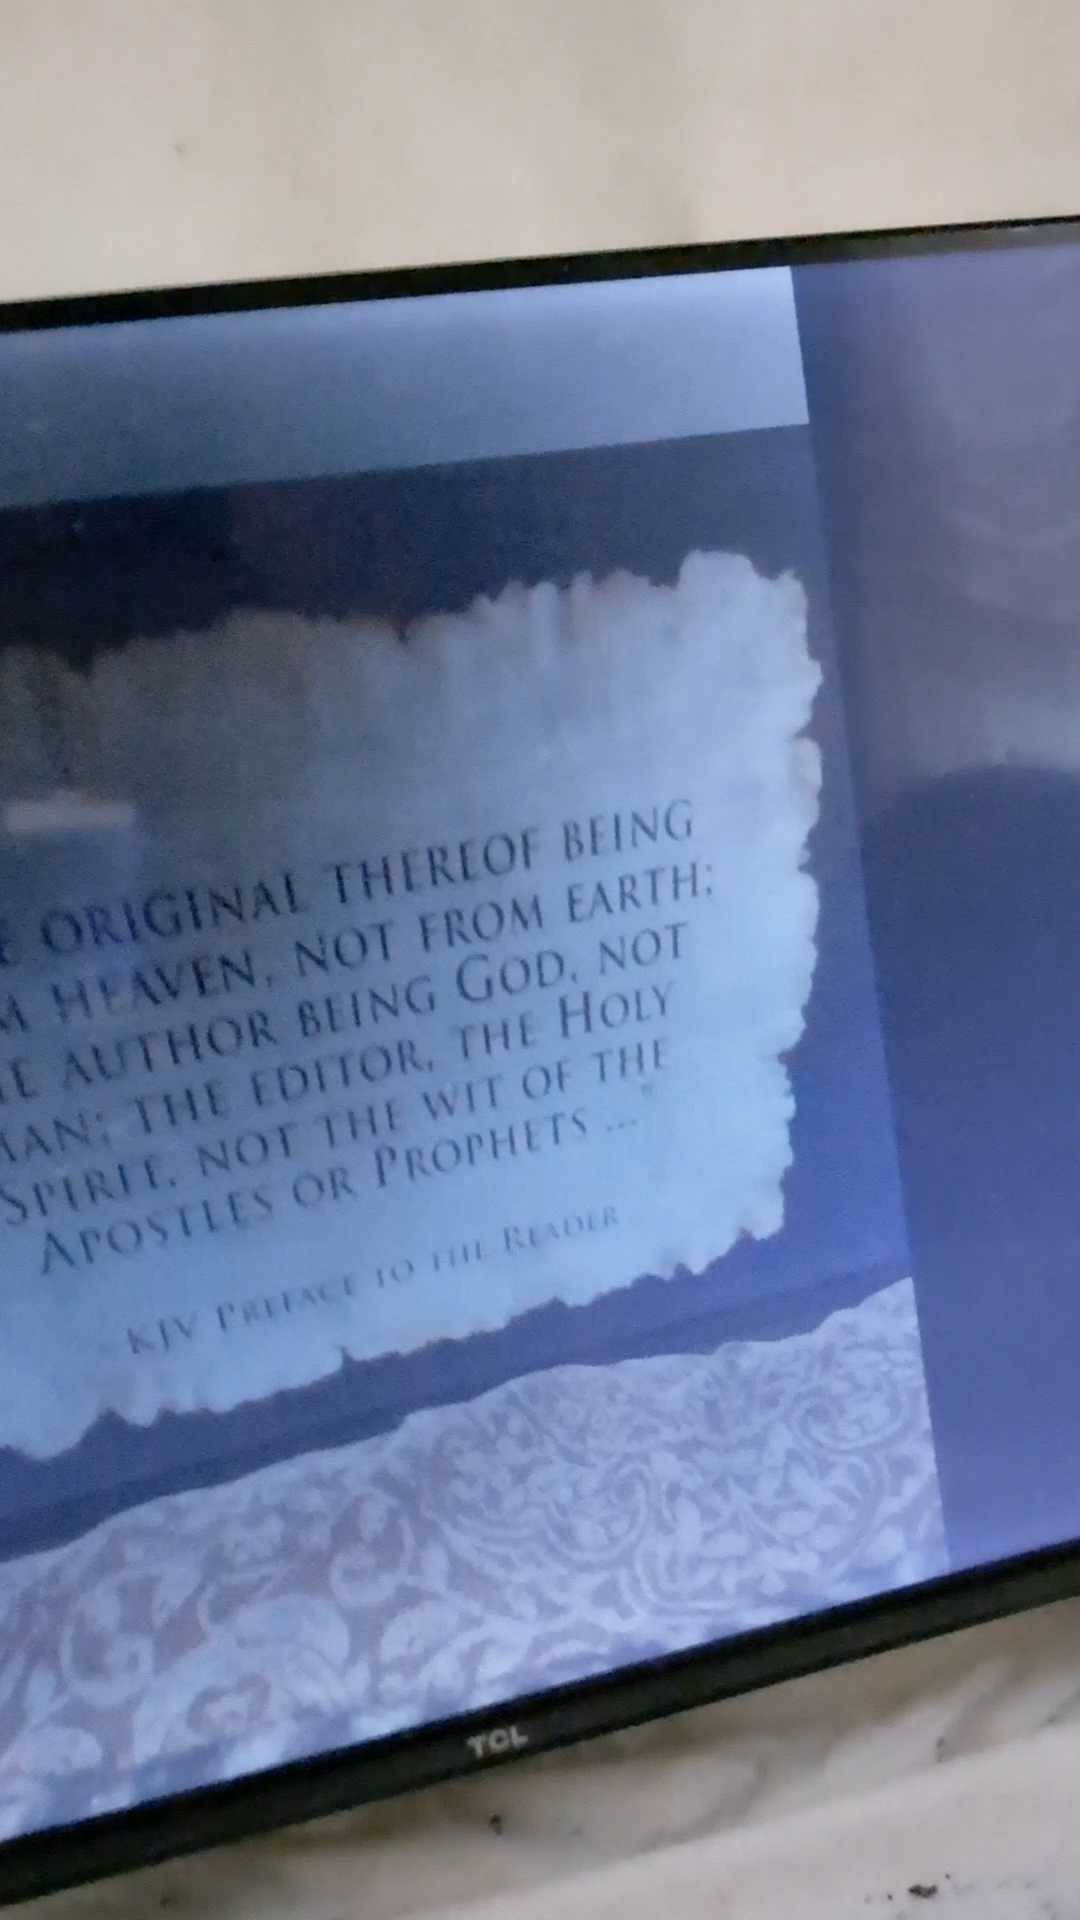 ORIGINAL THEREOF BEING
HEAVEN, NOT FROM EARTH;
AUTHOR BEING GOD, NOT
MAN; THE EDITOR, THE HOLY
SPIRIT, NOT THE WIT OF THE
APOSTLES OR PROPHETS ..."
KJV PREFACE TO THE READER
TCL